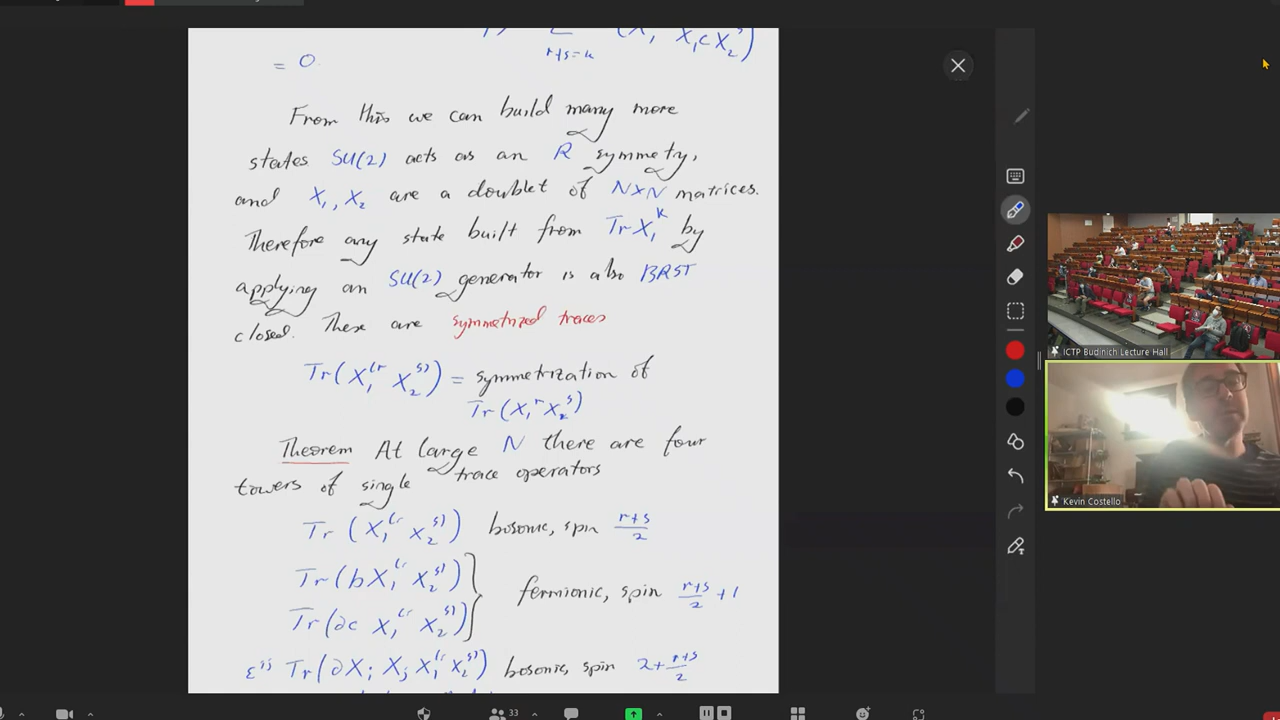 = 0
Σ r+s=k (X₁ X₁ c X₂ˢ)
From this we can build many more
states SU(2) acts as an R symmetry,
and X₁, X₂ are a doublet of N×N matrices.
Therefore any state built from Tr X₁ᵏ by
applying an SU(2) generator is also BRST
closed. These are symmetrized traces
Tr(X₁⁽ʳ X₂ˢ⁾) = symmetrization of
Tr(X₁ʳ X₂ˢ)
Theorem At large N there are four
towers of single trace operators
Tr (X₁⁽ʳ X₂ˢ⁾) bosonic, spin (r+s)/2
Tr(b X₁⁽ʳ X₂ˢ⁾)
Tr(∂c X₁⁽ʳ X₂ˢ⁾)
fermionic, spin (r+s)/2 + 1
εⁱʲ Tr(∂Xᵢ Xⱼ X₁⁽ʳ X₂ˢ⁾) bosonic, spin 2 + (r+s)/2
ICTP Budinich Lecture Hall
Kevin Costello
33